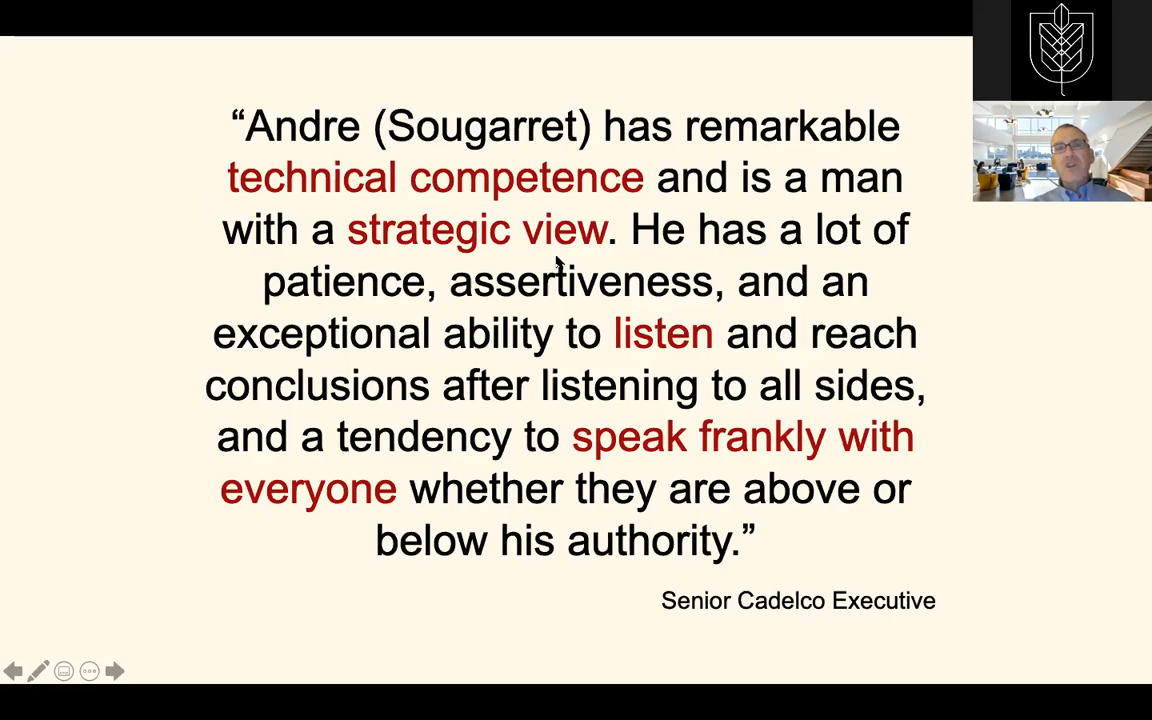 “Andre (Sougarret) has remarkable
technical competence and is a man
with a strategic view. He has a lot of
patience, assertiveness, and an
exceptional ability to listen and reach
conclusions after listening to all sides,
and a tendency to speak frankly with
everyone whether they are above or
below his authority.”
Senior Cadelco Executive